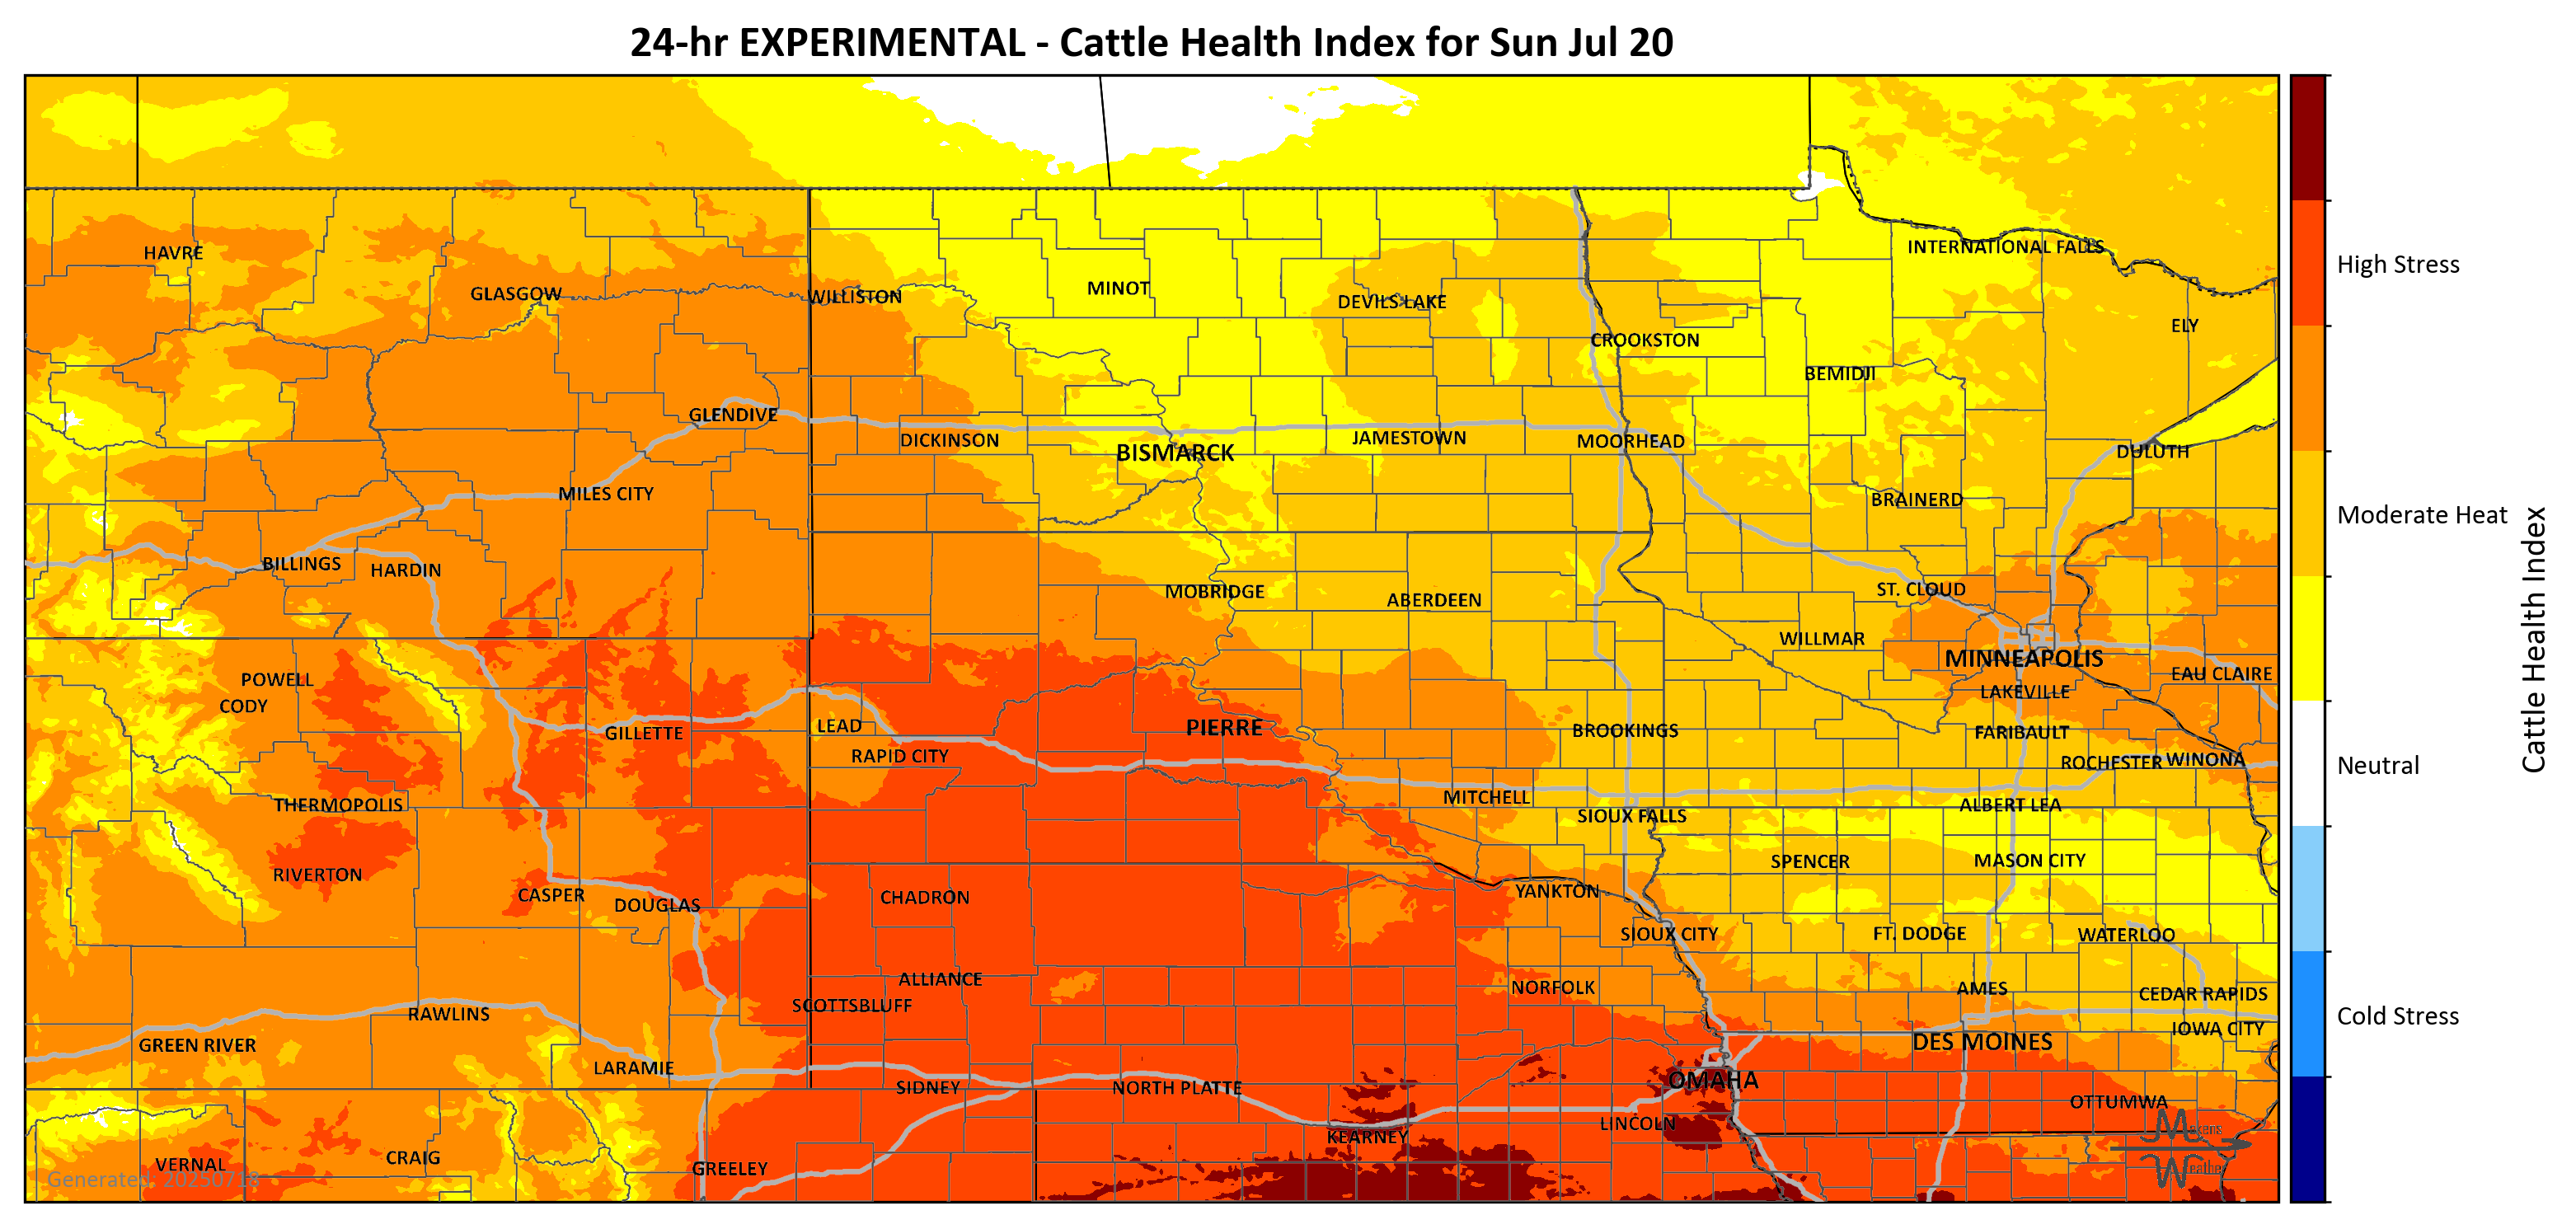 24-hr EXPERIMENTAL - Cattle Health Index for Sun Jul 20
HAVRE
INTERNATIONAL FALLS
High Stress
GLASGOW
WILLISTON
MINOT
DEVILS LAKE
ELY
CROOKSTON
BEMIDJI
GLENDIVE
DICKINSON
BISMARCK
JAMESTOWN
MOORHEAD
DULUTH
MILES CITY
BRAINERD
Moderate Heat
BILLINGS
HARDIN
MOBRIDGE
ABERDEEN
ST. CLOUD
Cattle Health Index
WILLMAR
MINNEAPOLIS
POWELL
EAU CLAIRE
CODY
LAKEVILLE
GILLETTE
LEAD
PIERRE
BROOKINGS
FARIBAULT
RAPID CITY
ROCHESTER
WINONA
Neutral
THERMOPOLIS
MITCHELL
ALBERT LEA
SIOUX FALLS
RIVERTON
SPENCER
MASON CITY
CASPER
DOUGLAS
CHADRON
YANKTON
SIOUX CITY
FT. DODGE
WATERLOO
ALLIANCE
NORFOLK
AMES
CEDAR RAPIDS
SCOTTSBLUFF
RAWLINS
Cold Stress
GREEN RIVER
DES MOINES
IOWA CITY
LARAMIE
SIDNEY
NORTH PLATTE
OMAHA
OTTUMWA
LINCOLN
KEARNEY
Makens
Weather
VERNAL
CRAIG
GREELEY
Generated: 20250718